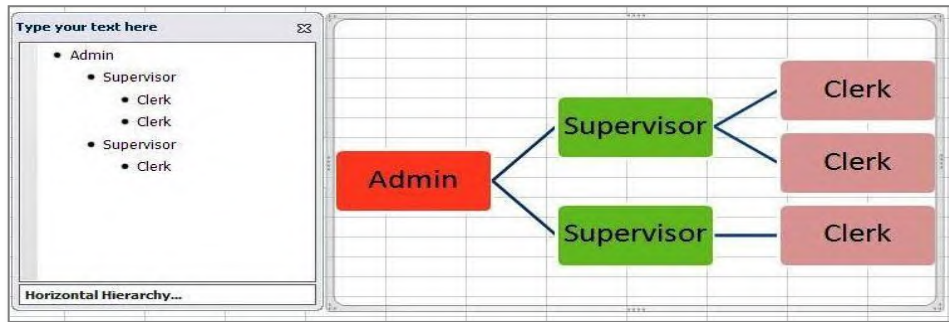 Type your text here
• Admin
• Supervisor
• Clerk
• Clerk
• Supervisor
• Clerk
Horizontal Hierarchy...
Admin
Supervisor
Clerk
Clerk
Supervisor
Clerk